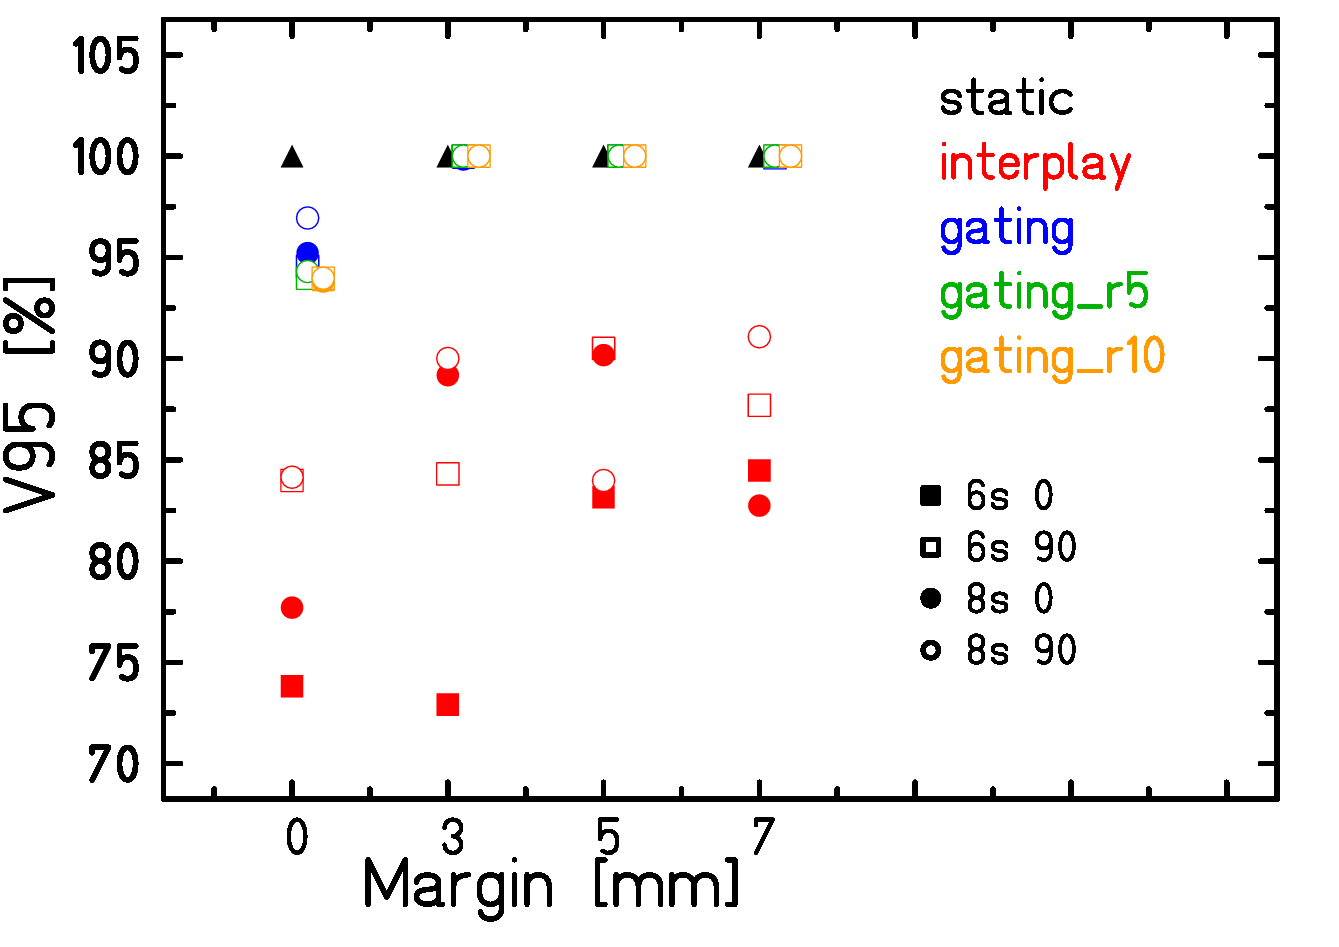 105
100
95
90
85
80
75
70
V95 [%]
static
interplay
gating
gating_r5
gating_r10
6s 0
6s 90
8s 0
8s 90
0 3 5 7
Margin [mm]